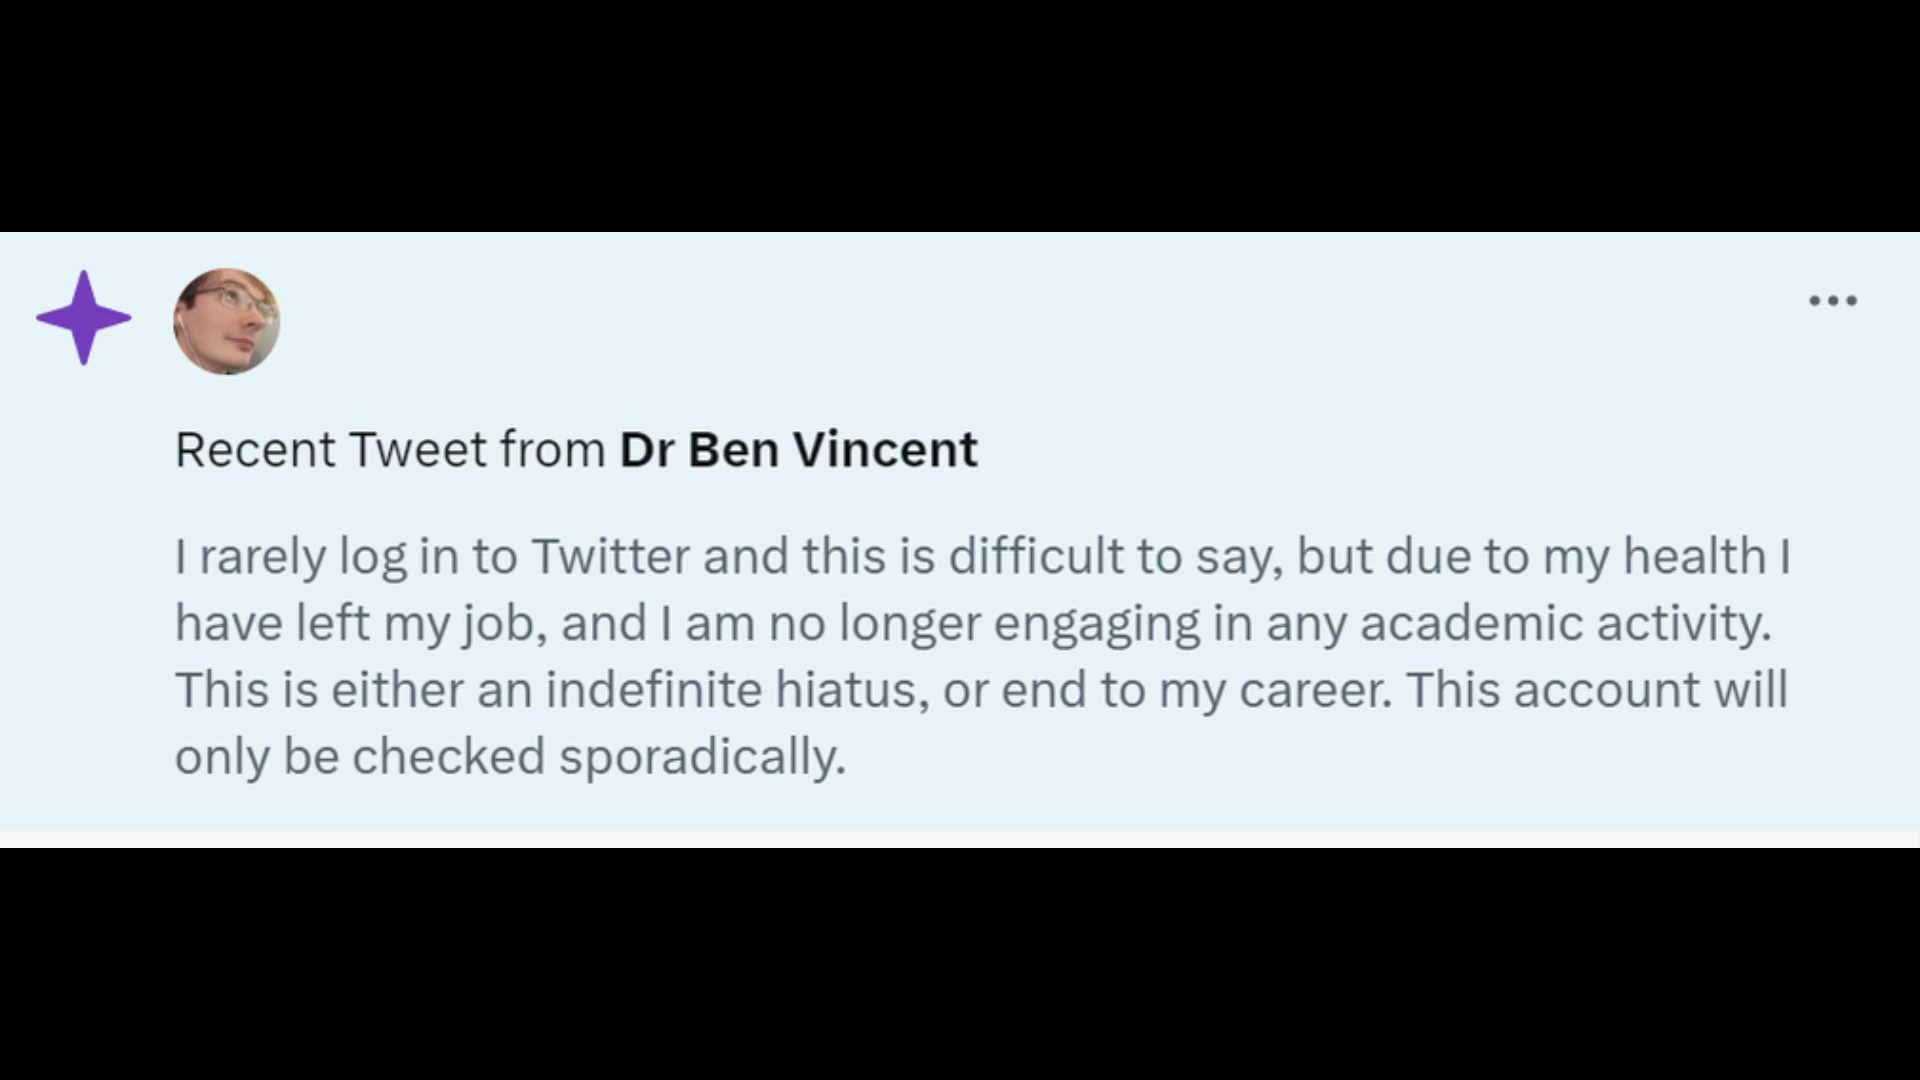 Recent Tweet from Dr Ben Vincent
I rarely log in to Twitter and this is difficult to say, but due to my health I
have left my job, and I am no longer engaging in any academic activity.
This is either an indefinite hiatus, or end to my career. This account will
only be checked sporadically.